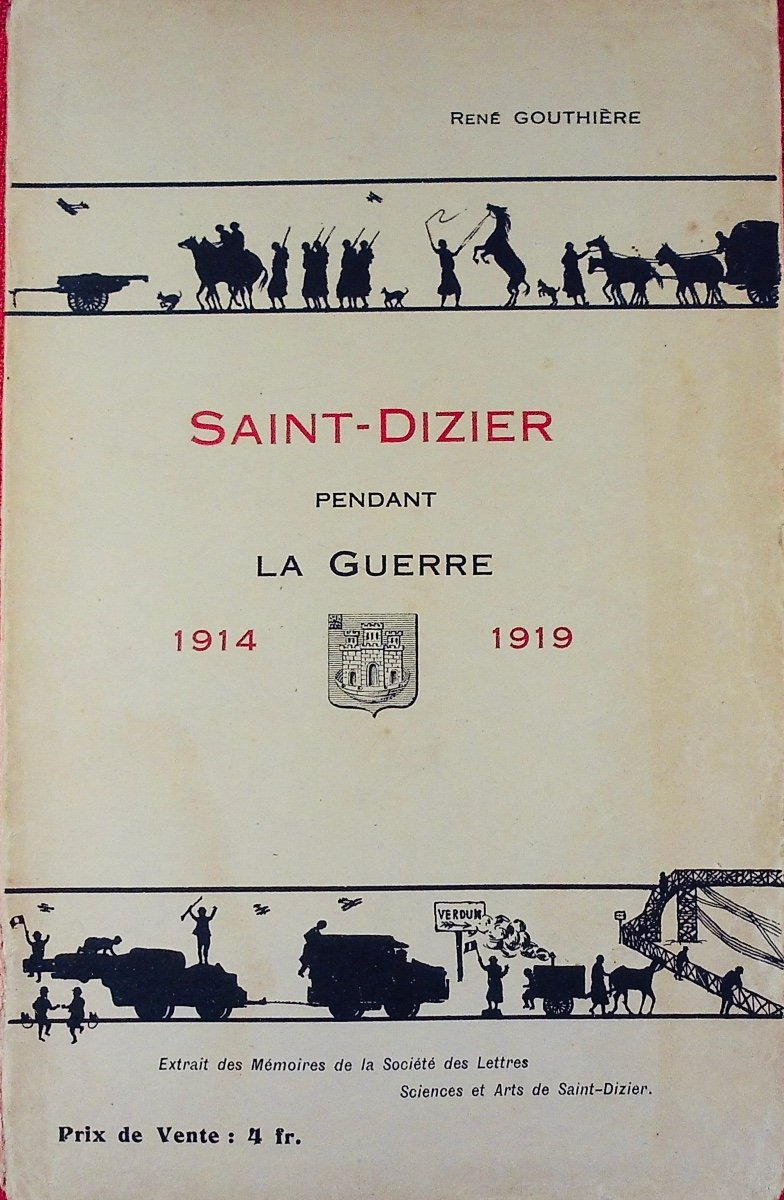 René GOUTHIÈRE
SAINT-DIZIER
PENDANT
LA GUERRE
1914
1919
VERDUN
Extrait des Mémoires de la Société des Lettres
Sciences et Arts de Saint-Dizier.
Prix de Vente : 4 fr.